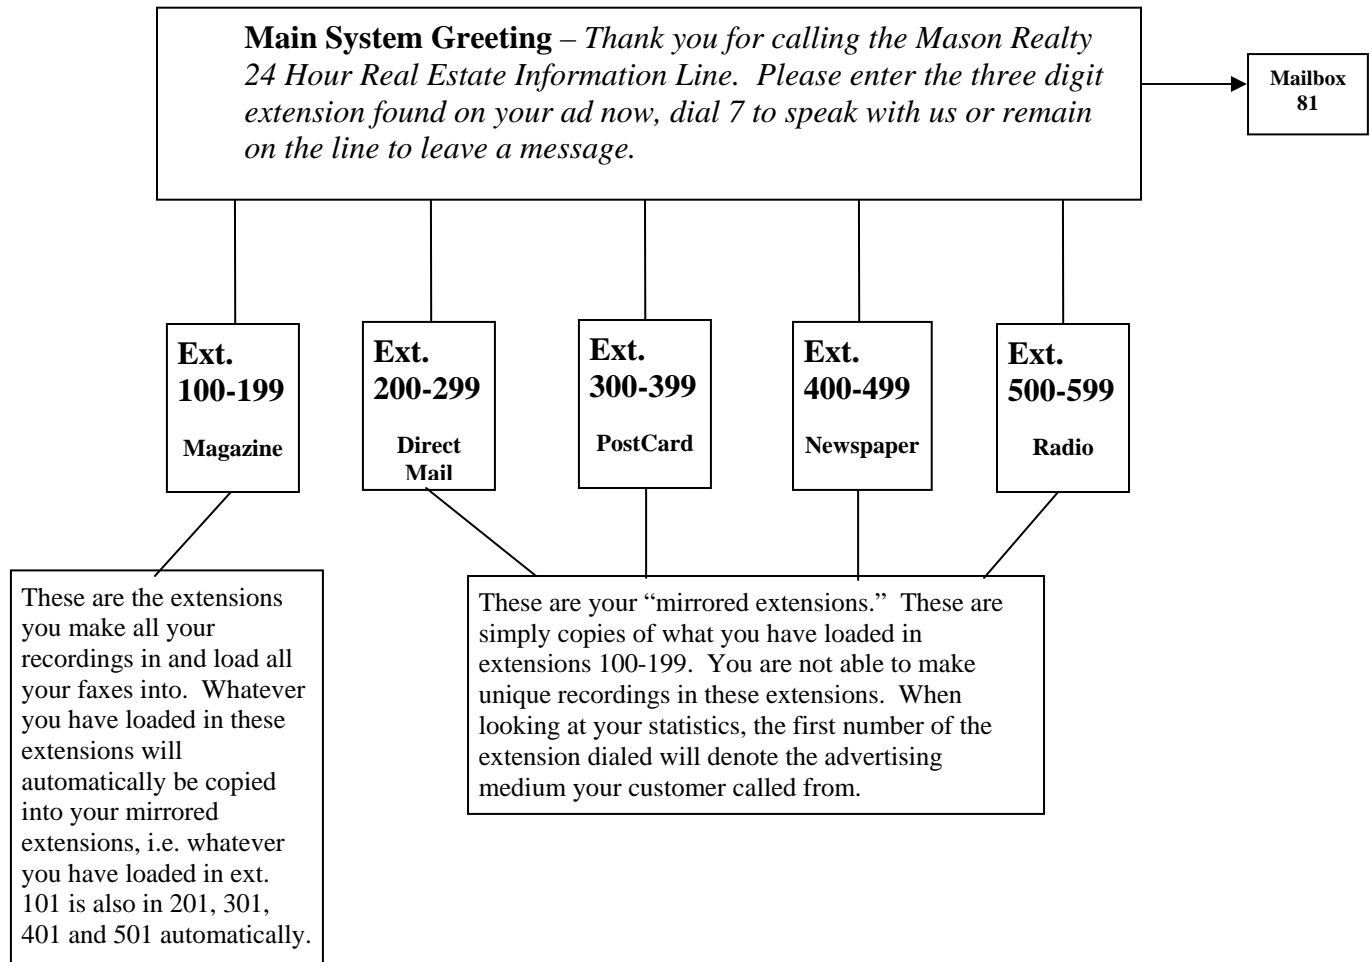 Main System Greeting – Thank you for calling the Mason Realty
24 Hour Real Estate Information Line.  Please enter the three digit
extension found on your ad now, dial 7 to speak with us or remain
on the line to leave a message.
Mailbox
81
Ext.
100-199
Magazine
Ext.
200-299
Direct
Mail
Ext.
300-399
PostCard
Ext.
400-499
Newspaper
Ext.
500-599
Radio
These are the extensions
you make all your
recordings in and load all
your faxes into.  Whatever
you have loaded in these
extensions will
automatically be copied
into your mirrored
extensions, i.e. whatever
you have loaded in ext.
101 is also in 201, 301,
401 and 501 automatically.
These are your “mirrored extensions.”  These are
simply copies of what you have loaded in
extensions 100-199.  You are not able to make
unique recordings in these extensions.  When
looking at your statistics, the first number of the
extension dialed will denote the advertising
medium your customer called from.